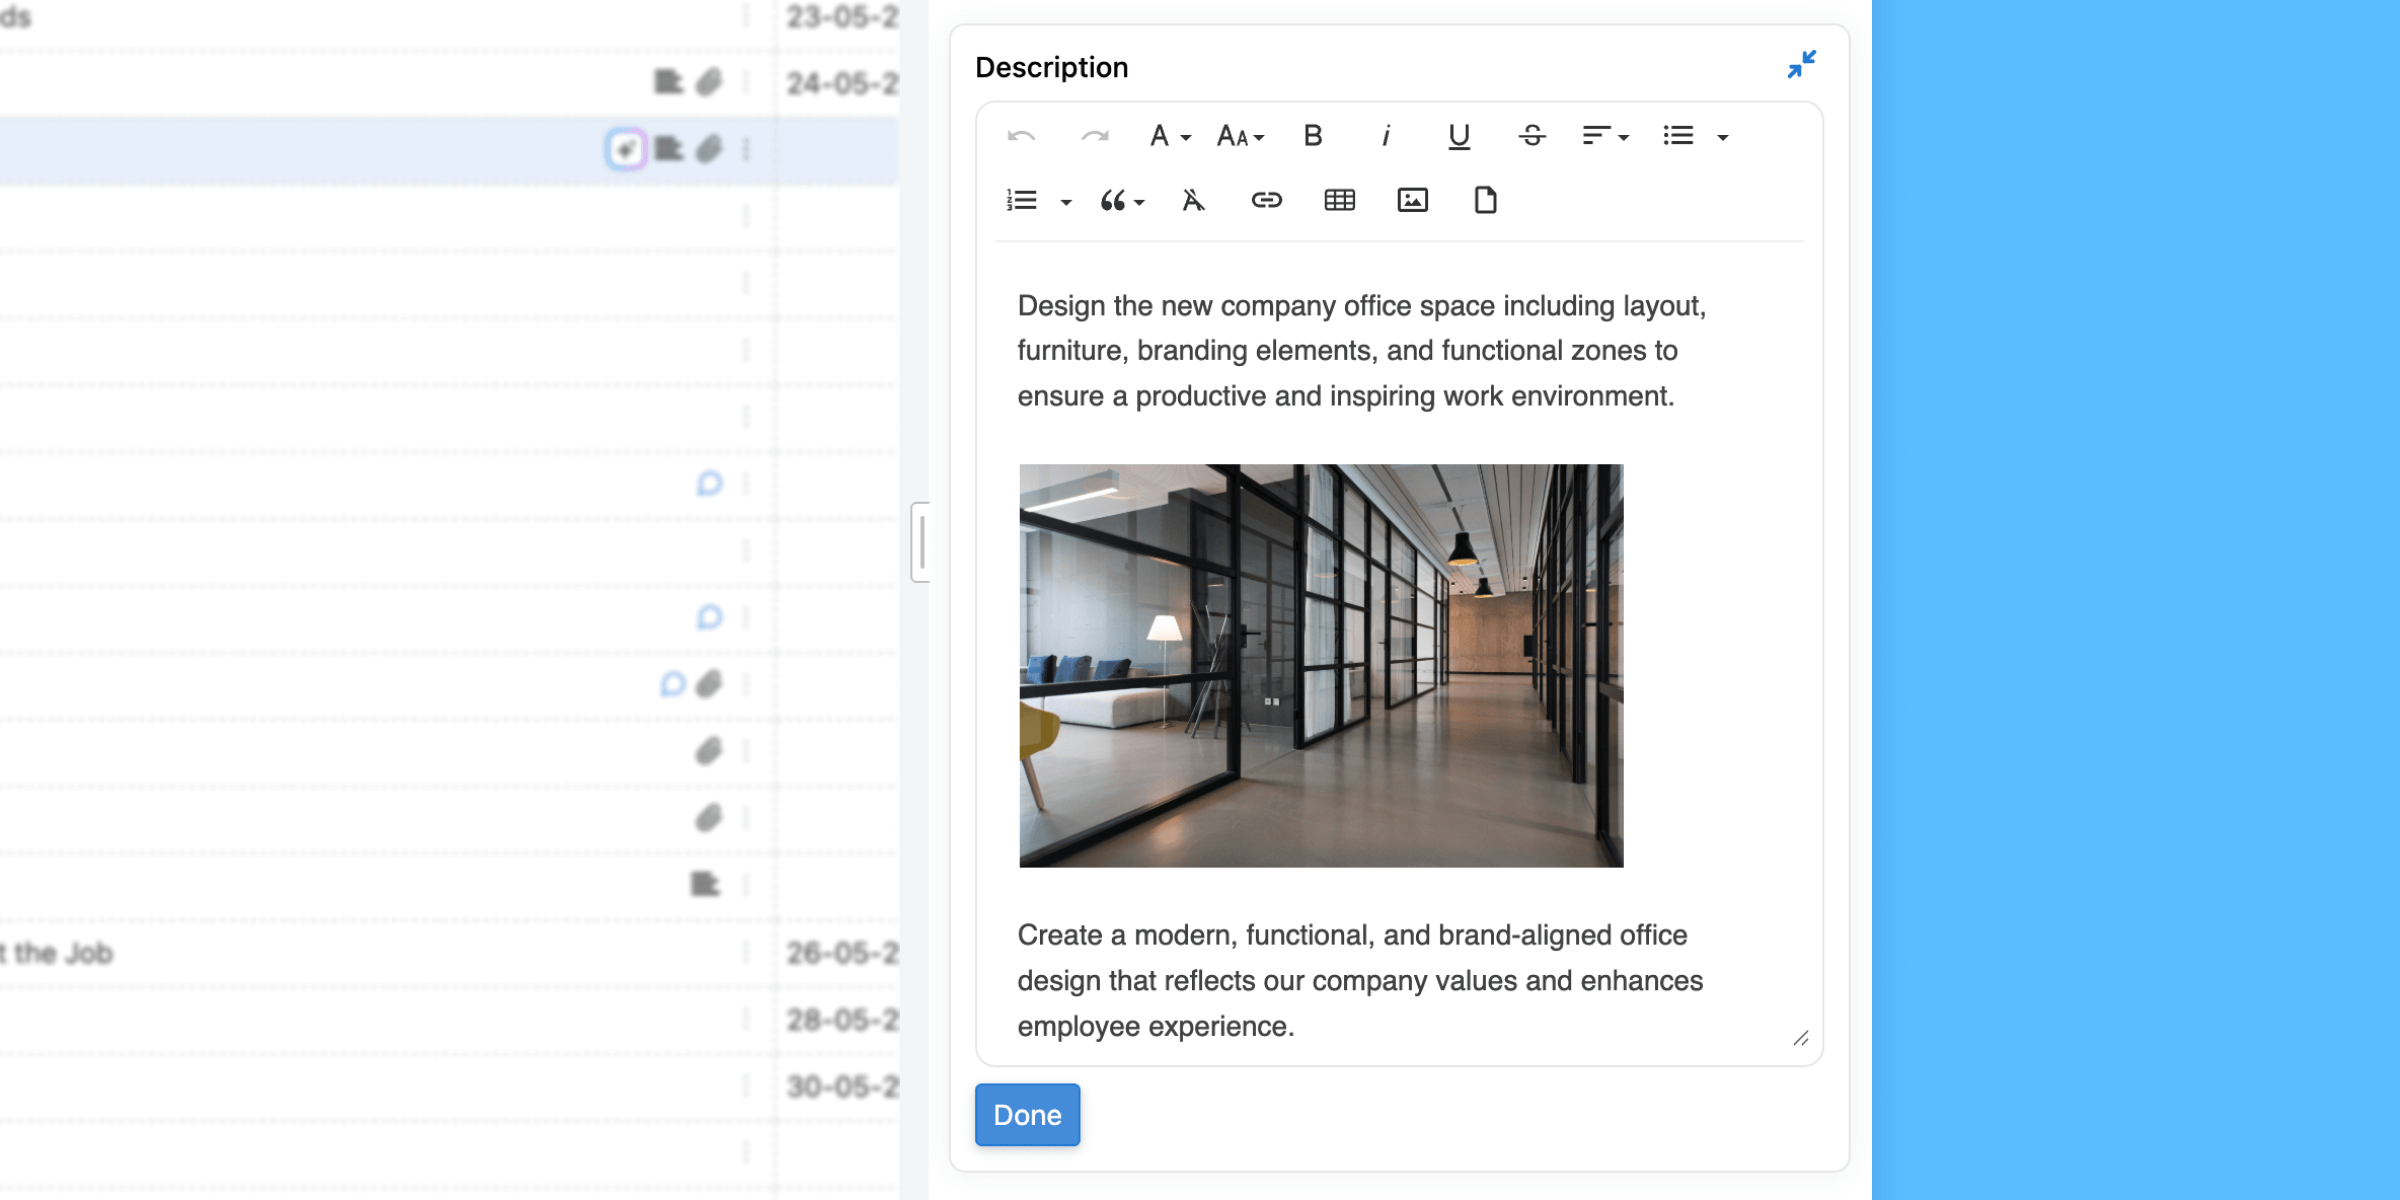 ds
23-05-2
24-05-2
t the Job
26-05-2
28-05-2
30-05-2
Description
Design the new company office space including layout,
furniture, branding elements, and functional zones to
ensure a productive and inspiring work environment.
Create a modern, functional, and brand-aligned office
design that reflects our company values and enhances
employee experience.
Done